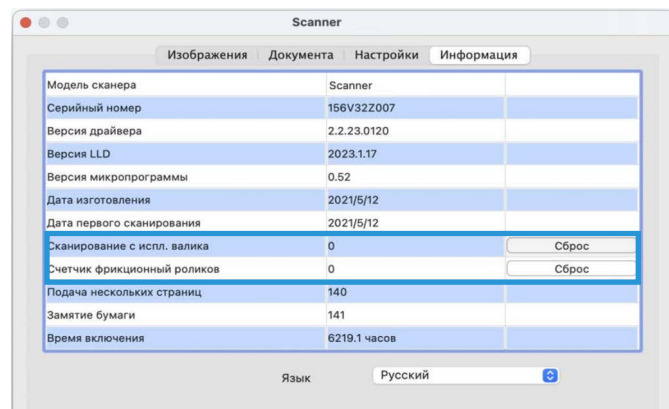 Scanner
Изображения Документа Настройки Информация
Модель сканера Scanner
Серийный номер 156V32Z007
Версия драйвера 2.2.23.0120
Версия LLD 2023.1.17
Версия микропрограммы 0.52
Дата изготовления 2021/5/12
Дата первого сканирования 2021/5/12
Сканирование с испл. валика 0 Сброс
Счетчик фрикционный роликов 0 Сброс
Подача нескольких страниц 140
Замятие бумаги 141
Время включения 6219.1 часов
Язык Русский